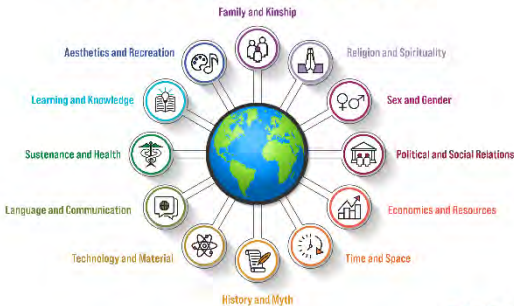 Family and Kinship
Aesthetics and Recreation
Religion and Spirituality
Learning and Knowledge
Sex and Gender
Sustenance and Health
Political and Social Relations
Language and Communication
Economics and Resources
Technology and Material
Time and Space
History and Myth